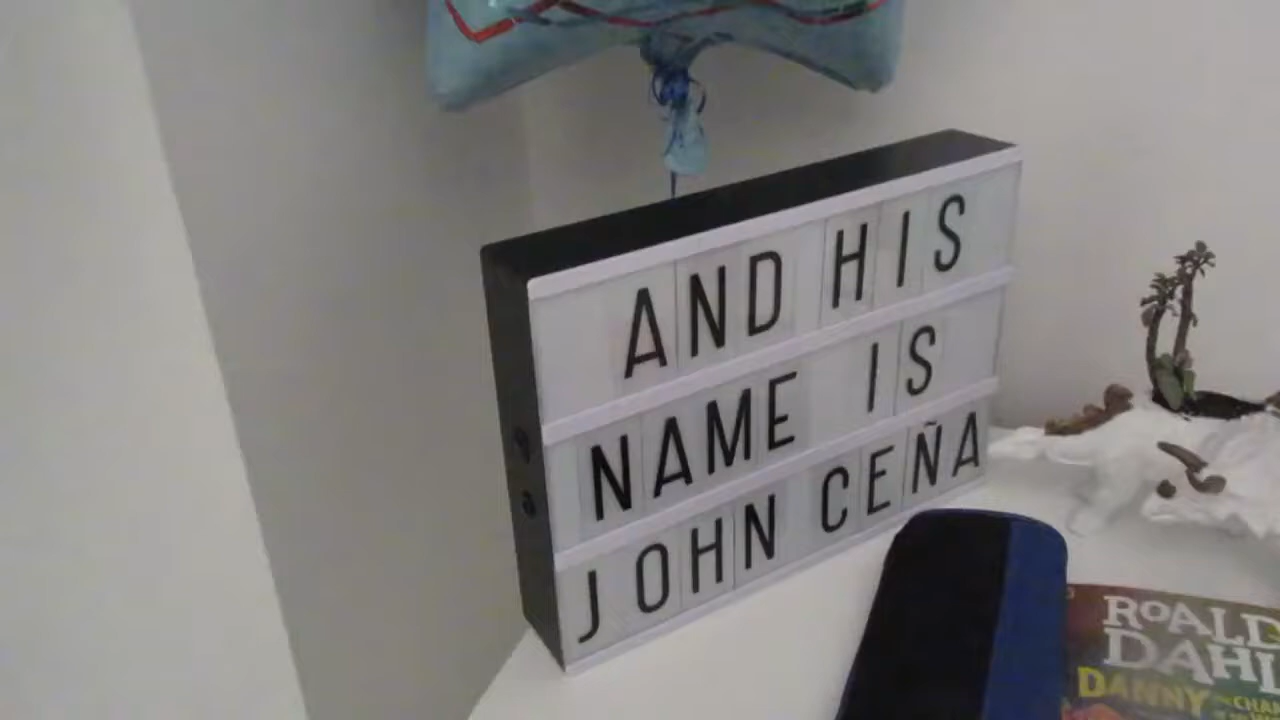 AND HIS
NAME IS
JOHN CEÑA
ROALD
DAHL
DANNY